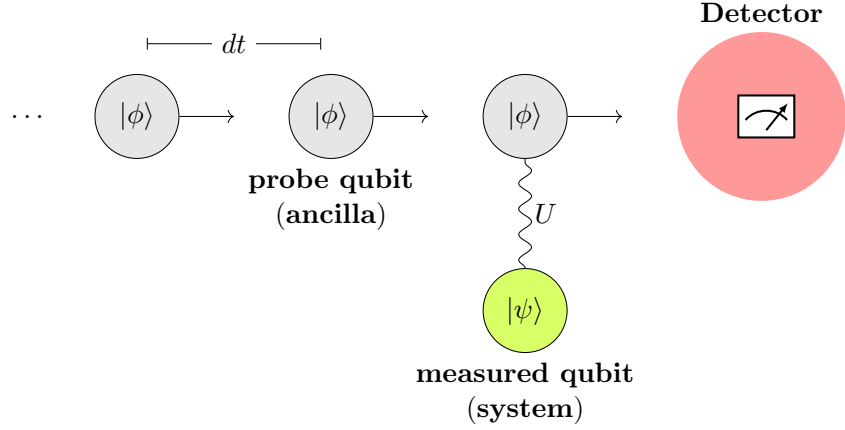 Detector
dt
... |ϕ⟩ |ϕ⟩ |ϕ⟩
probe qubit
(ancilla)
U
|ψ⟩
measured qubit
(system)